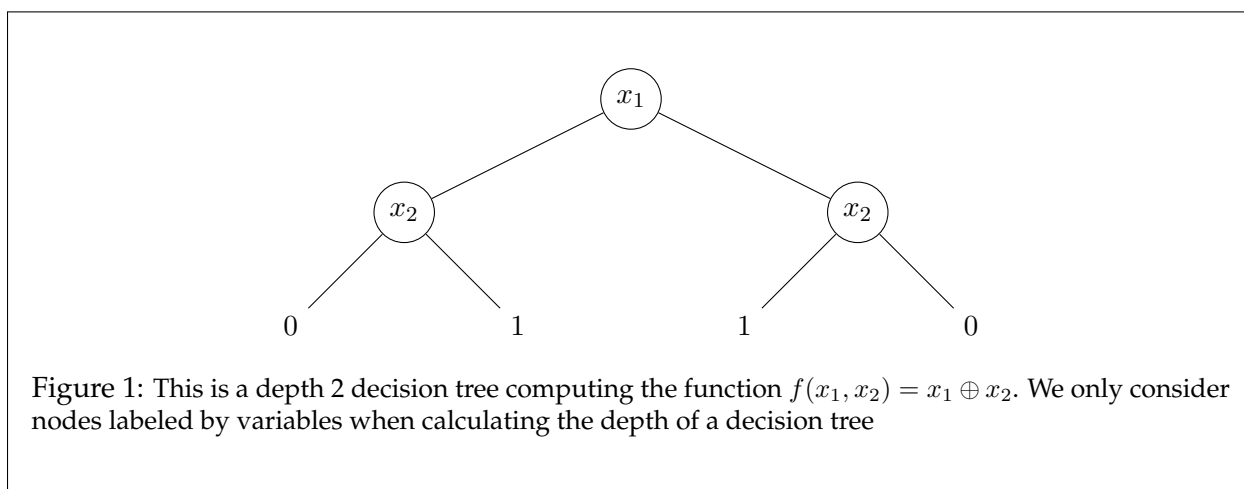 x₁
x₂ x₂
0 1 1 0
Figure 1: This is a depth 2 decision tree computing the function f(x₁, x₂) = x₁ ⊕ x₂. We only consider
nodes labeled by variables when calculating the depth of a decision tree